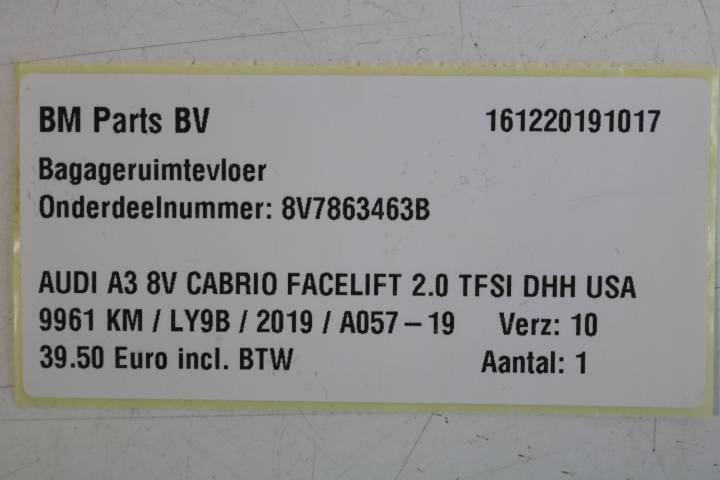 BM Parts BV 161220191017
Bagageruimtevloer
Onderdeelnummer: 8V7863463B
AUDI A3 8V CABRIO FACELIFT 2.0 TFSI DHH USA
9961 KM / LY9B / 2019 / A057-19 Verz: 10
39.50 Euro incl. BTW Aantal: 1